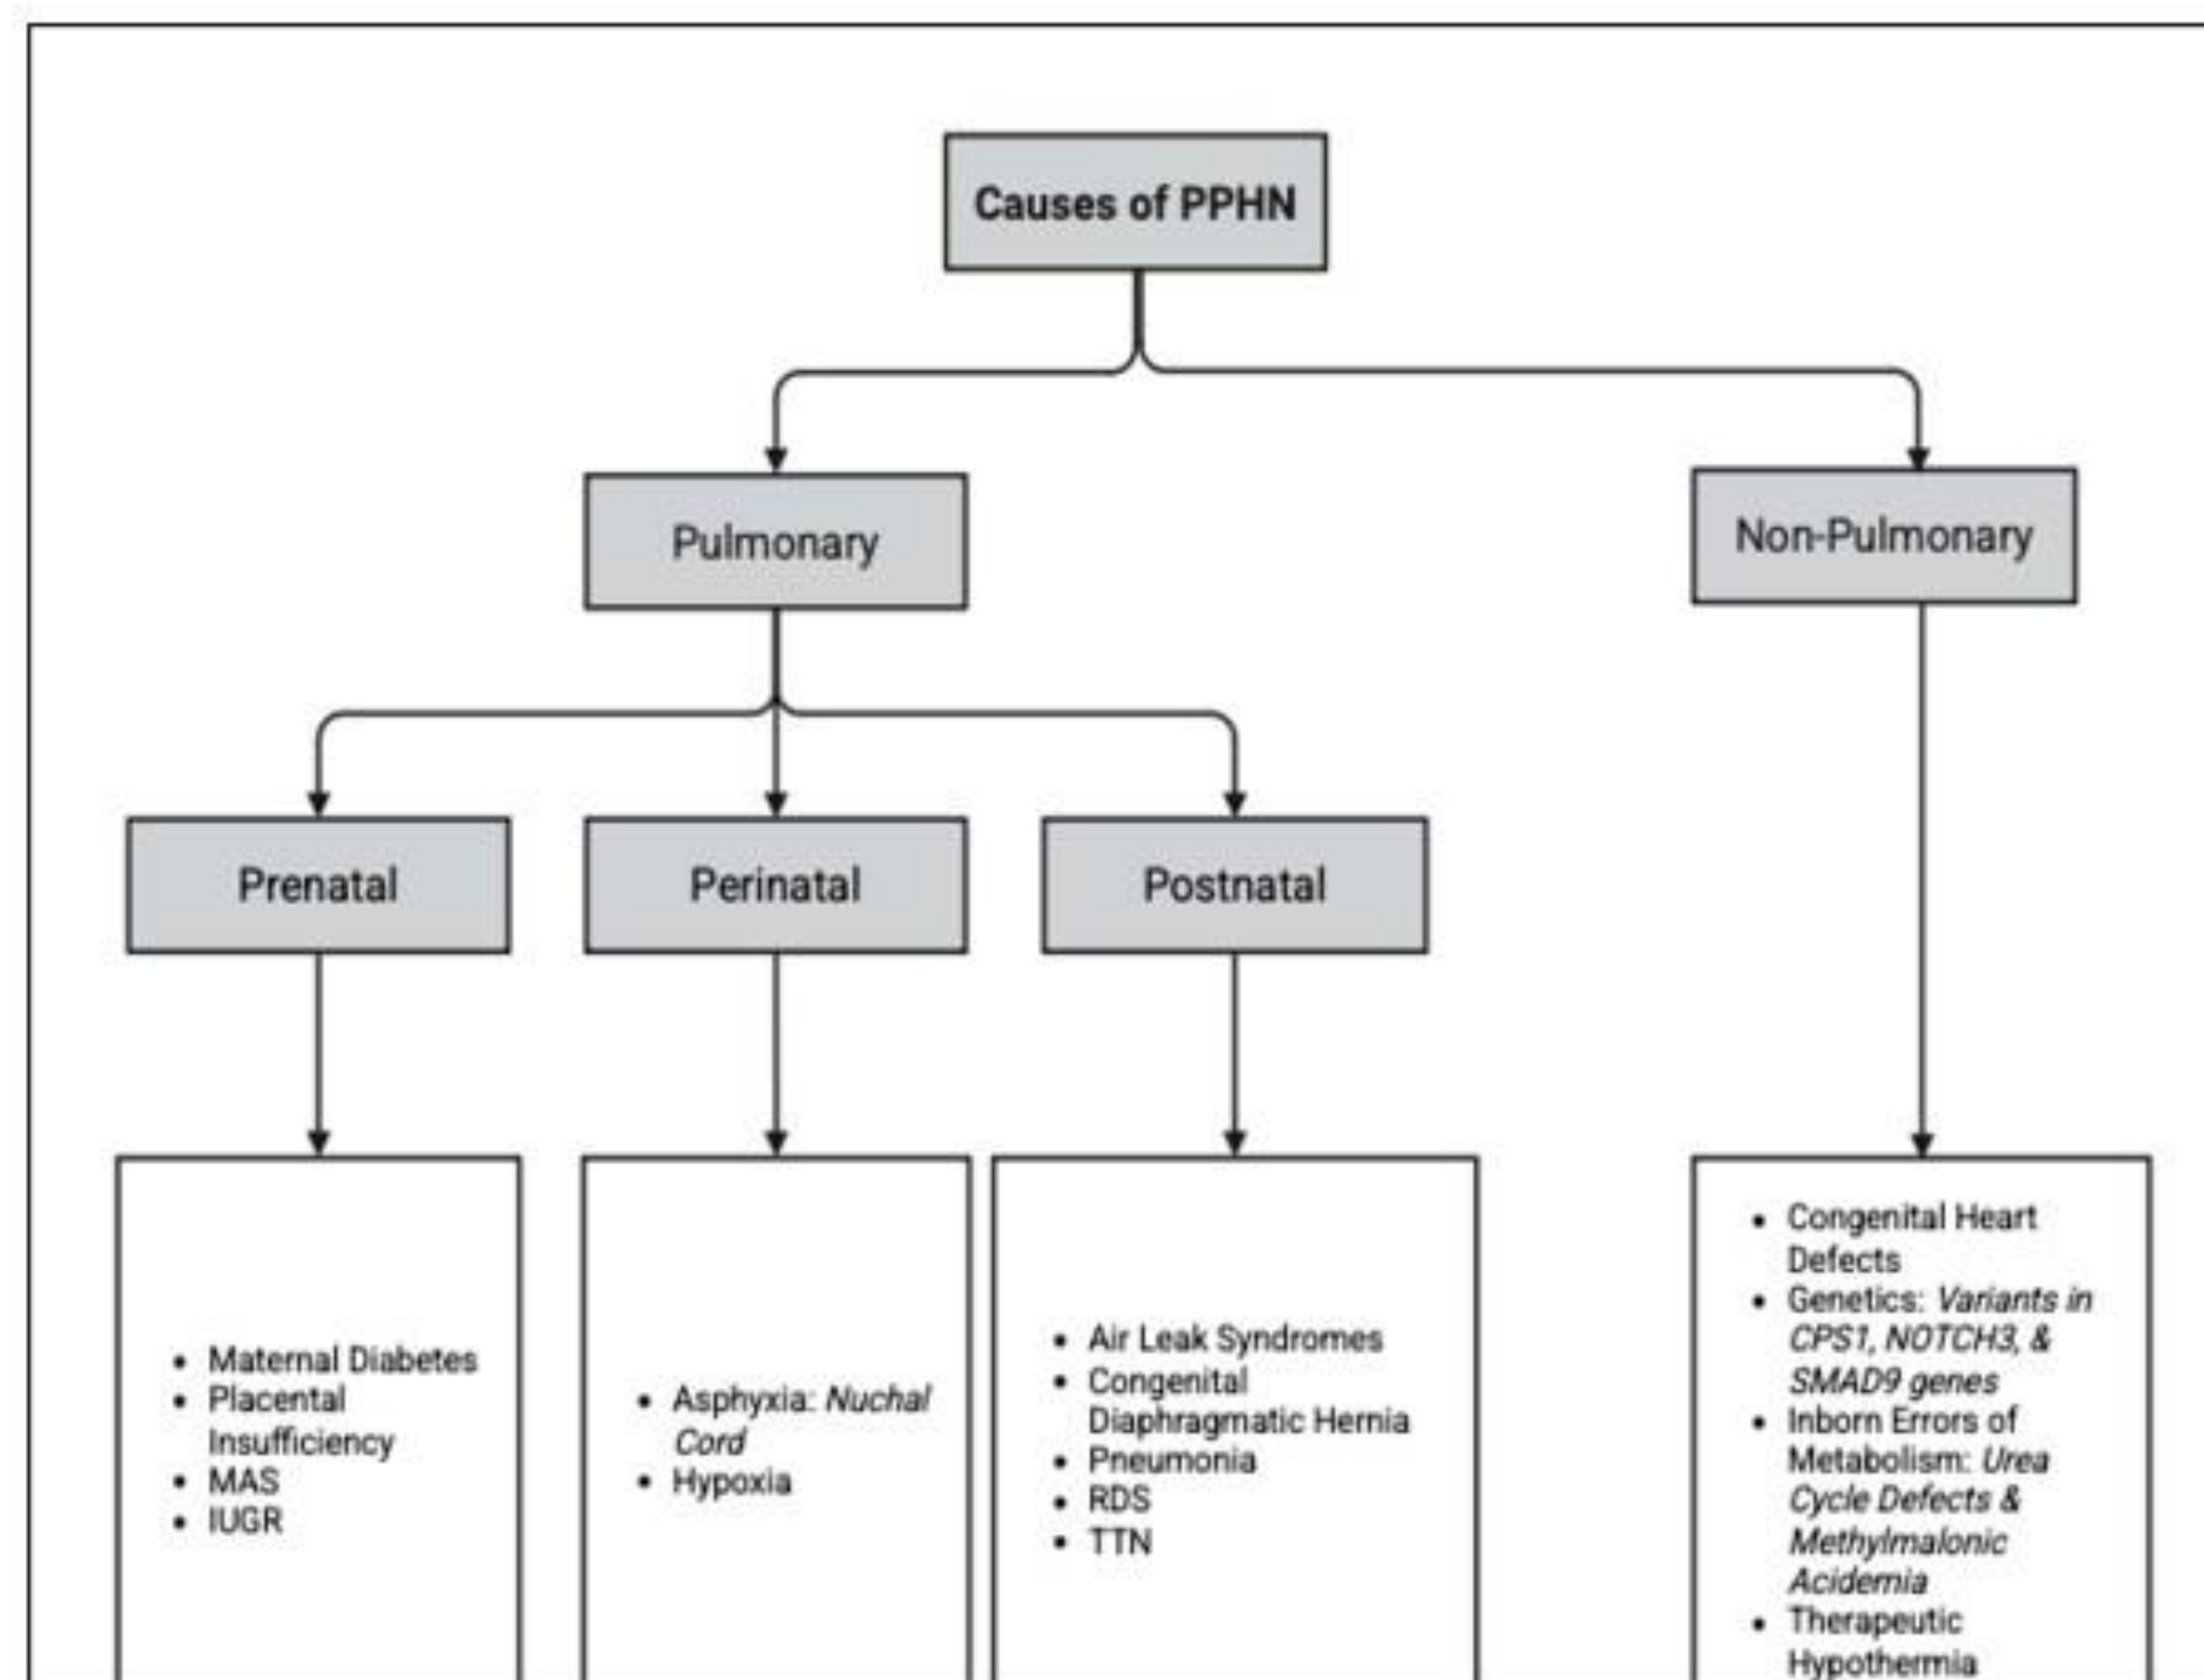 Causes of PPHN
Pulmonary
Non-Pulmonary
Prenatal
Perinatal
Postnatal
• Maternal Diabetes
• Placental
Insufficiency
• MAS
• IUGR
• Asphyxia: Nuchal
Cord
• Hypoxia
• Air Leak Syndromes
• Congenital
Diaphragmatic Hernia
• Pneumonia
• RDS
• TTN
• Congenital Heart
Defects
• Genetics: Variants in
CPS1, NOTCH3, &
SMAD9 genes
• Inborn Errors of
Metabolism: Urea
Cycle Defects &
Methylmalonic
Acidemia
• Therapeutic
Hypothermia